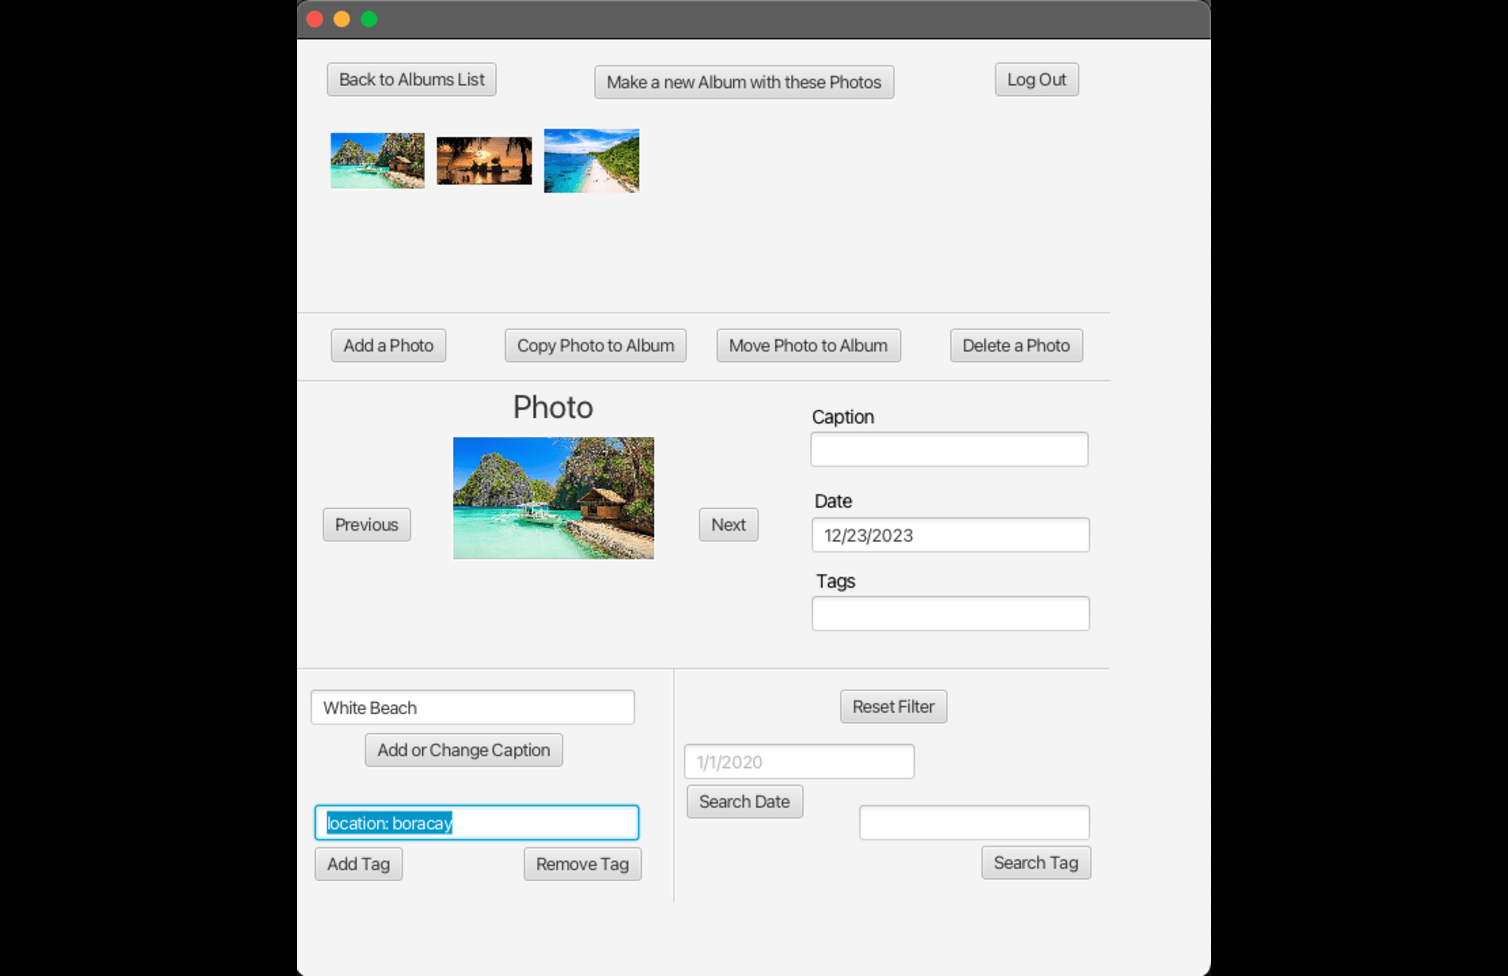 Back to Albums List
Make a new Album with these Photos
Log Out
Add a Photo
Copy Photo to Album
Move Photo to Album
Delete a Photo
Photo
Previous
Next
Caption
Date
12/23/2023
Tags
White Beach
Add or Change Caption
location: boracay
Add Tag
Remove Tag
Reset Filter
1/1/2020
Search Date
Search Tag